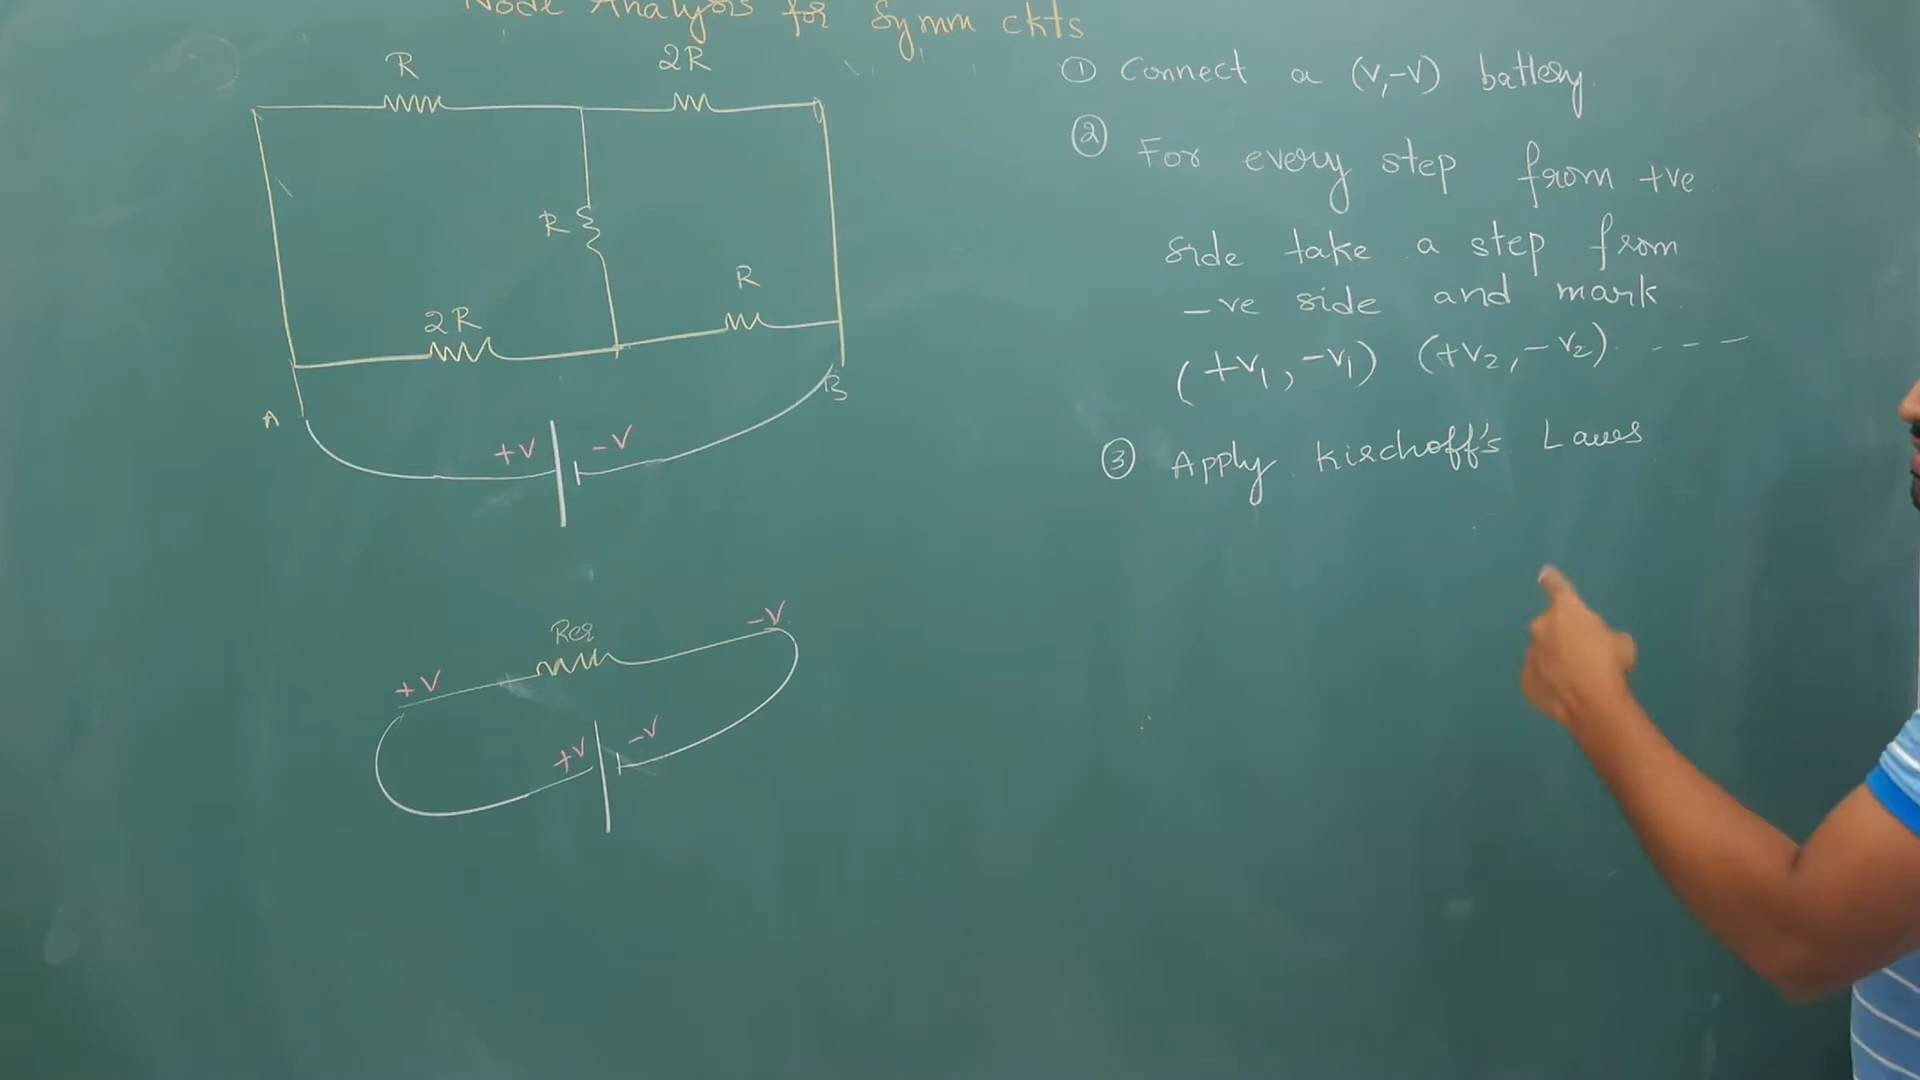 Node Analysis for Symm ckts
R
2R
R
R
2R
A
B
+V
-V
Req
+V
-V
+V
-V
① Connect a (V,-V) battery
② For every step from +ve
side take a step from
-ve side and mark
(+V₁, -V₁) (+V₂, -V₂) - - -
③ Apply Kirchoff's Laws